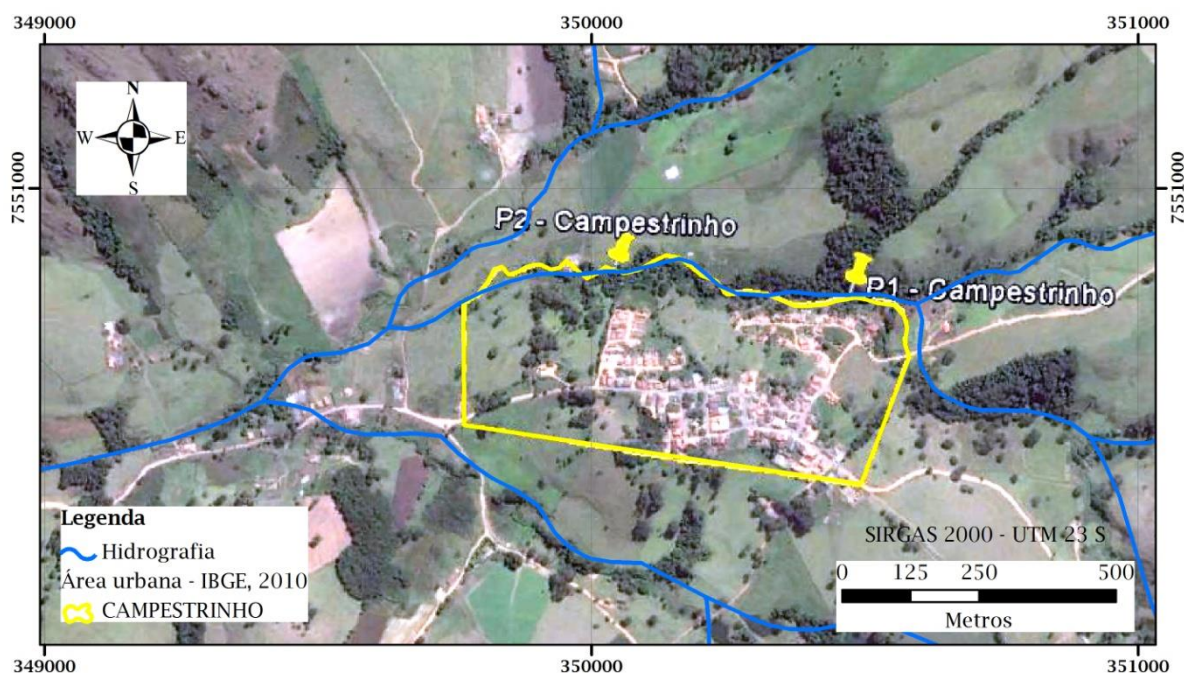 349000 350000 351000
N
W E
S
7551000 7551000
P2 - Campestrinho
P1 - Campestrinho
Legenda
Hidrografia
Área urbana - IBGE, 2010
CAMPESTRINHO
SIRGAS 2000 - UTM 23 S
0 125 250 500
Metros
349000 350000 351000